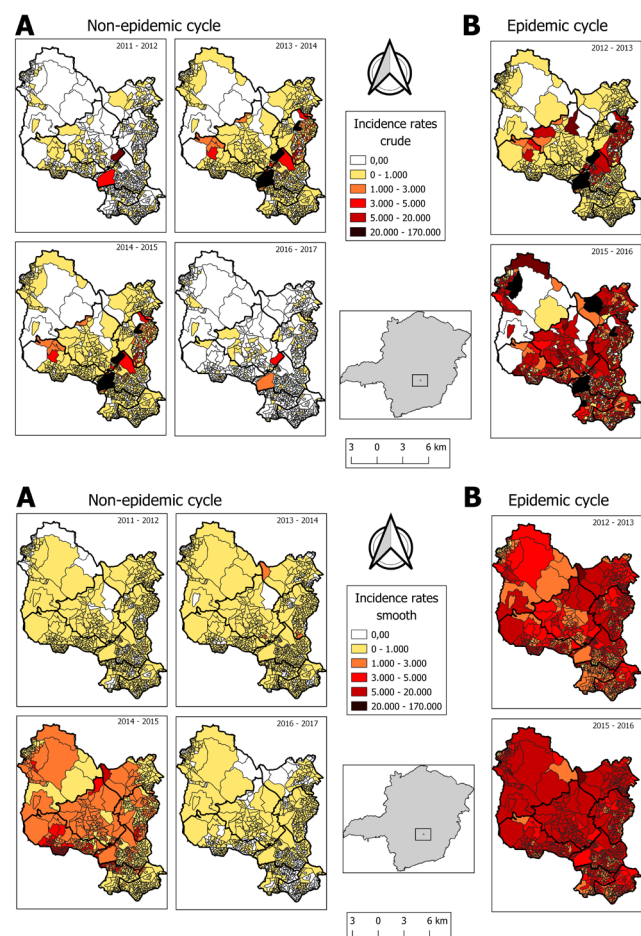 A
Non-epidemic cycle
B
Epidemic cycle
2011 - 2012
2013 - 2014
2012 - 2013
Incidence rates
crude
0,00
0 - 1.000
1.000 - 3.000
3.000 - 5.000
5.000 - 20.000
20.000 - 170.000
2014 - 2015
2016 - 2017
2015 - 2016
3 0 3 6 km
A
Non-epidemic cycle
B
Epidemic cycle
2011 - 2012
2013 - 2014
2012 - 2013
Incidence rates
smooth
0,00
0 - 1.000
1.000 - 3.000
3.000 - 5.000
5.000 - 20.000
20.000 - 170.000
2014 - 2015
2016 - 2017
2015 - 2016
3 0 3 6 km